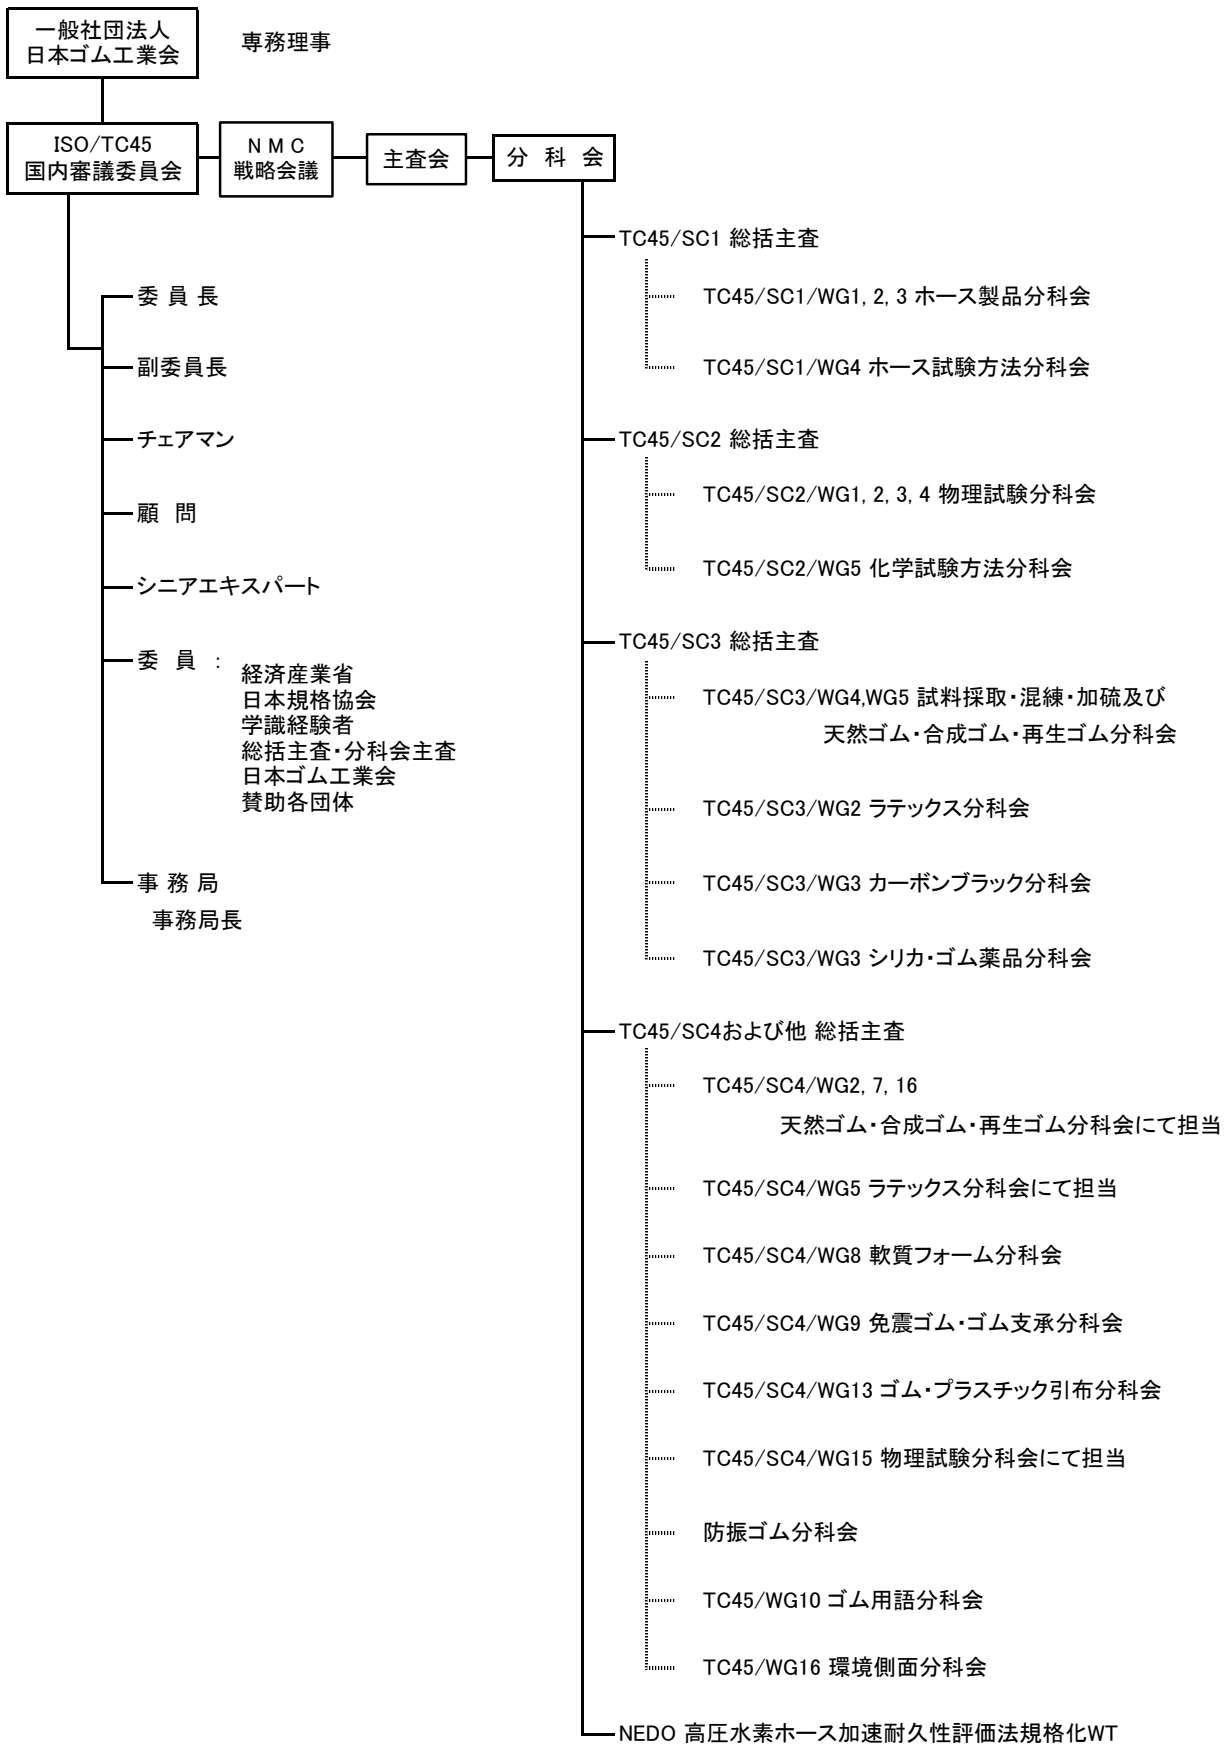 一般社団法人
日本ゴム工業会
専務理事
ISO/TC45
国内審議委員会
N M C
戦略会議
主査会
分 科 会
委 員 長
副委員長
チェアマン
顧 問
シニアエキスパート
委 員 :
経済産業省
日本規格協会
学識経験者
総括主査・分科会主査
日本ゴム工業会
賛助各団体
事 務 局
事務局長
TC45/SC1 総括主査
TC45/SC1/WG1, 2, 3 ホース製品分科会
TC45/SC1/WG4 ホース試験方法分科会
TC45/SC2 総括主査
TC45/SC2/WG1, 2, 3, 4 物理試験分科会
TC45/SC2/WG5 化学試験方法分科会
TC45/SC3 総括主査
TC45/SC3/WG4,WG5 試料採取・混練・加硫及び
天然ゴム・合成ゴム・再生ゴム分科会
TC45/SC3/WG2 ラテックス分科会
TC45/SC3/WG3 カーボンブラック分科会
TC45/SC3/WG3 シリカ・ゴム薬品分科会
TC45/SC4および他 総括主査
TC45/SC4/WG2, 7, 16
天然ゴム・合成ゴム・再生ゴム分科会にて担当
TC45/SC4/WG5 ラテックス分科会にて担当
TC45/SC4/WG8 軟質フォーム分科会
TC45/SC4/WG9 免震ゴム・ゴム支承分科会
TC45/SC4/WG13 ゴム・プラスチック引布分科会
TC45/SC4/WG15 物理試験分科会にて担当
防振ゴム分科会
TC45/WG10 ゴム用語分科会
TC45/WG16 環境側面分科会
NEDO 高圧水素ホース加速耐久性評価法規格化WT